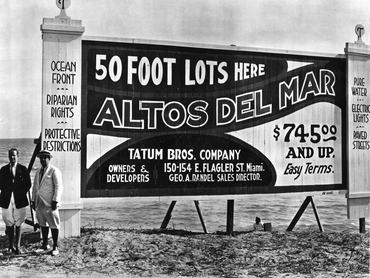 OCEAN
FRONT
RIPARIAN
RIGHTS
PROTECTIVE
RESTRICTIONS
50 FOOT LOTS HERE
ALTOS DEL MAR
$745.00
AND UP.
Easy Terms.
TATUM BROS. COMPANY
OWNERS &
DEVELOPERS
150-154 E. FLAGLER ST. Miami.
GEO. A. RANDEL SALES DIRECTOR.
PURE
WATER
ELECTRIC
LIGHTS
PAVED
STREETS